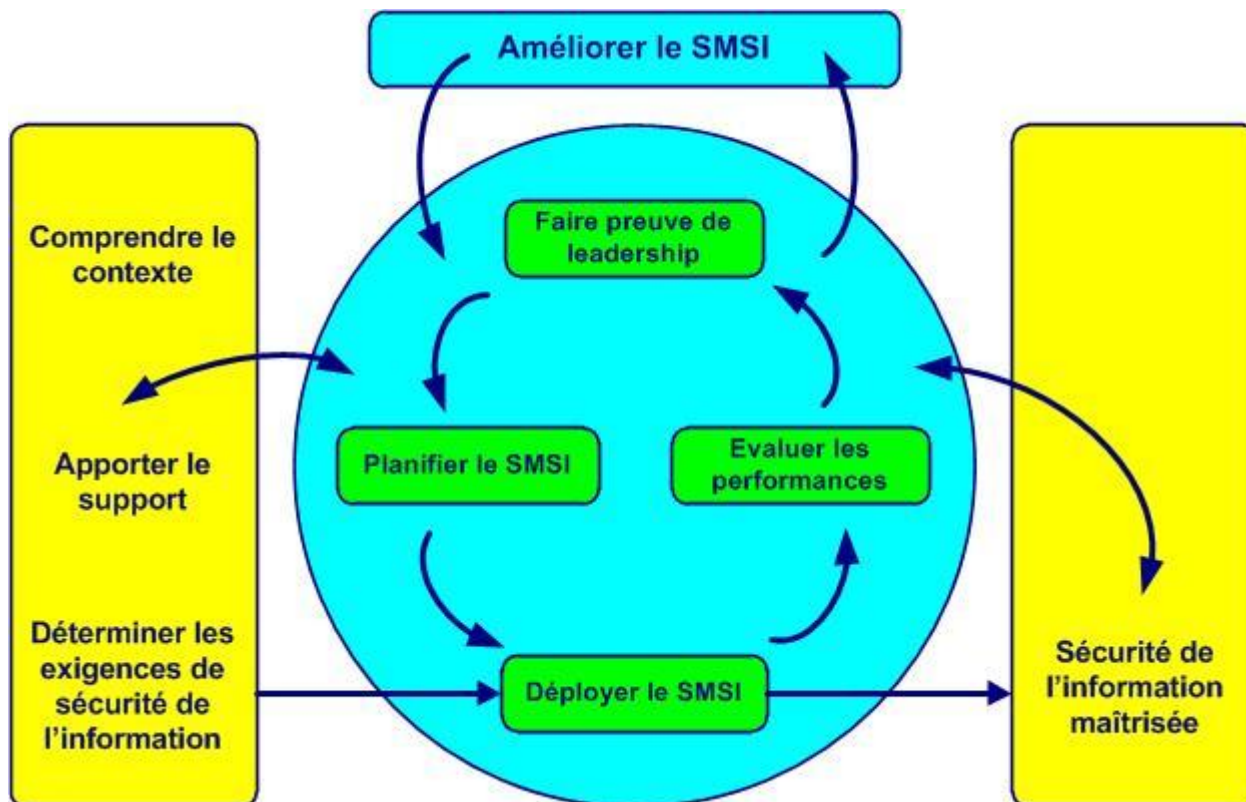 Améliorer le SMSI
Comprendre le
contexte
Apporter le
support
Déterminer les
exigences de
sécurité de
l'information
Faire preuve de
leadership
Planifier le SMSI
Evaluer les
performances
Déployer le SMSI
Sécurité de
l'information
maîtrisée